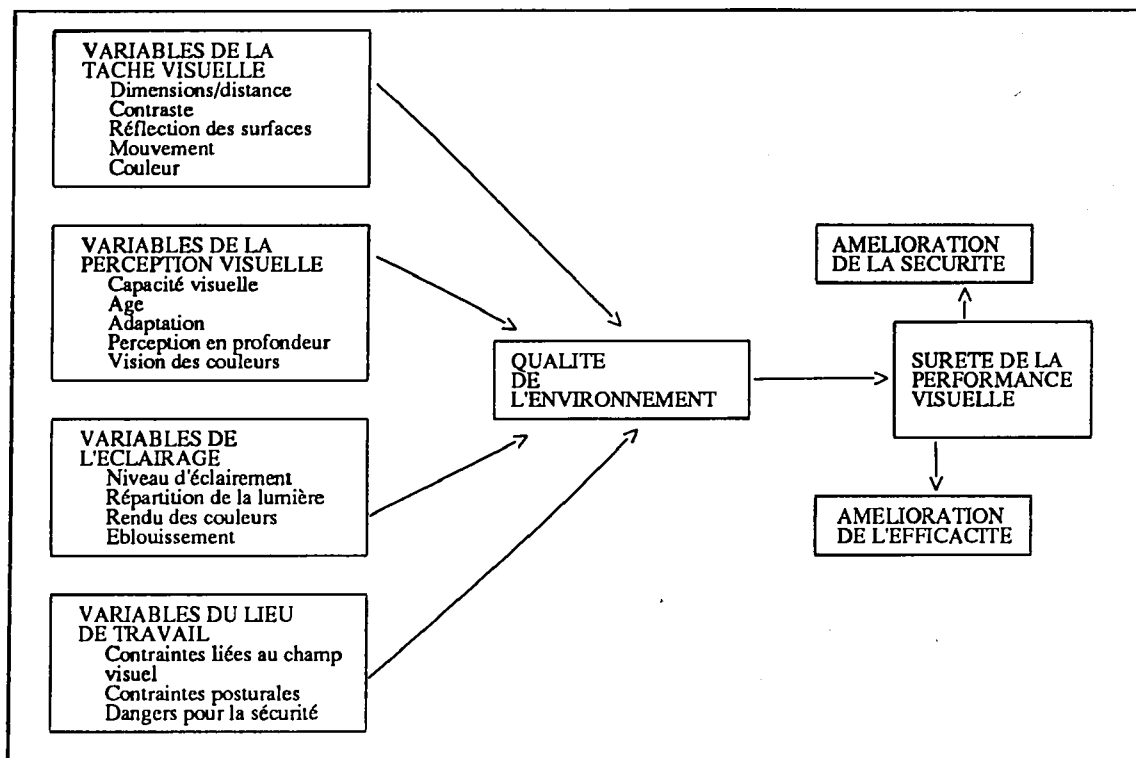 VARIABLES DE LA
TACHE VISUELLE
Dimensions/distance
Contraste
Réflection des surfaces
Mouvement
Couleur
VARIABLES DE LA
PERCEPTION VISUELLE
Capacité visuelle
Age
Adaptation
Perception en profondeur
Vision des couleurs
VARIABLES DE
L'ECLAIRAGE
Niveau d'éclairement
Répartition de la lumière
Rendu des couleurs
Eblouissement
VARIABLES DU LIEU
DE TRAVAIL
Contraintes liées au champ
visuel
Contraintes posturales
Dangers pour la sécurité
QUALITE
DE
L'ENVIRONNEMENT
AMELIORATION
DE LA SECURITE
SURETE DE LA
PERFORMANCE
VISUELLE
AMELIORATION
DE L'EFFICACITE